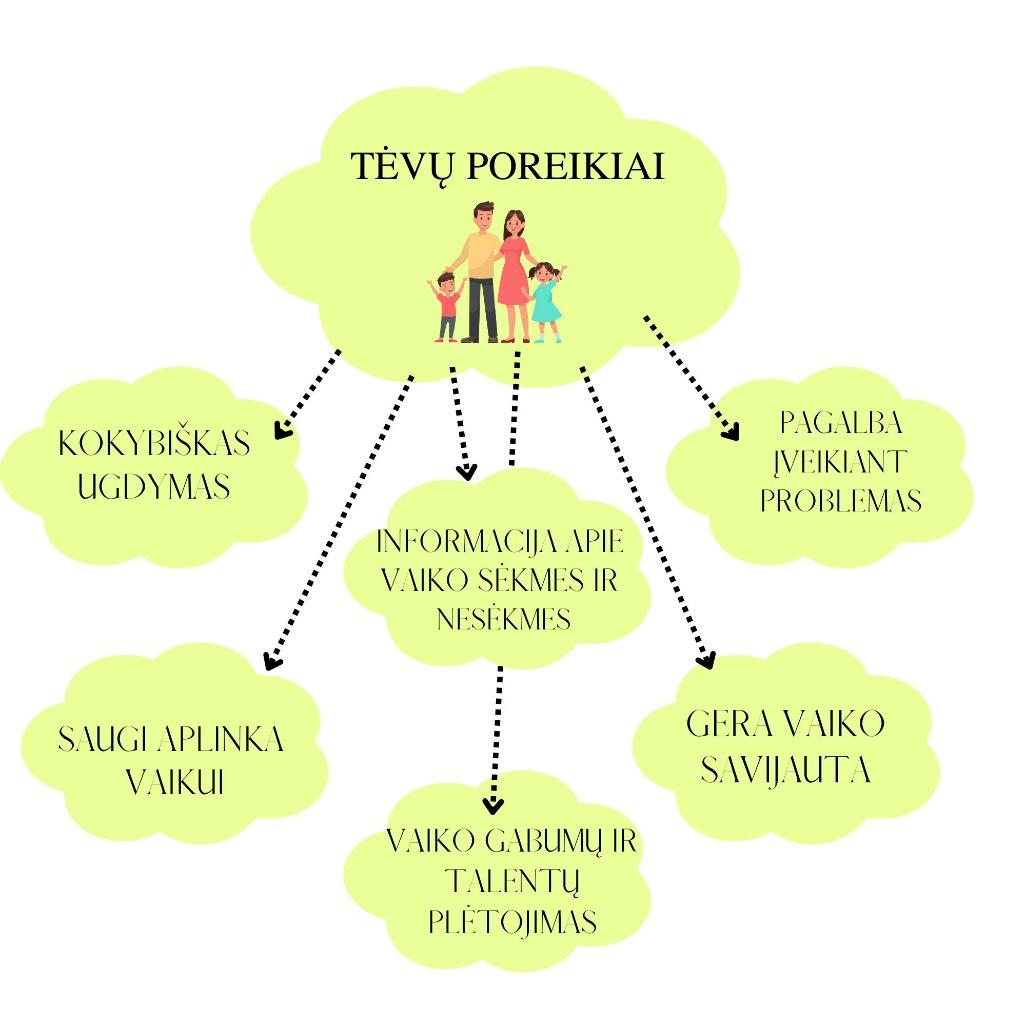 TĖVŲ POREIKIAI
KOKYBIŠKAS
UGDYMAS
PAGALBA
ĮVEIKIANT
PROBLEMAS
INFORMACIJA APIE
VAIKO SĖKMES IR
NESĖKMES
SAUGI APLINKA
VAIKUI
GERA VAIKO
SAVIJAUTA
VAIKO GABUMŲ IR
TALENTŲ
PLĖTOJIMAS